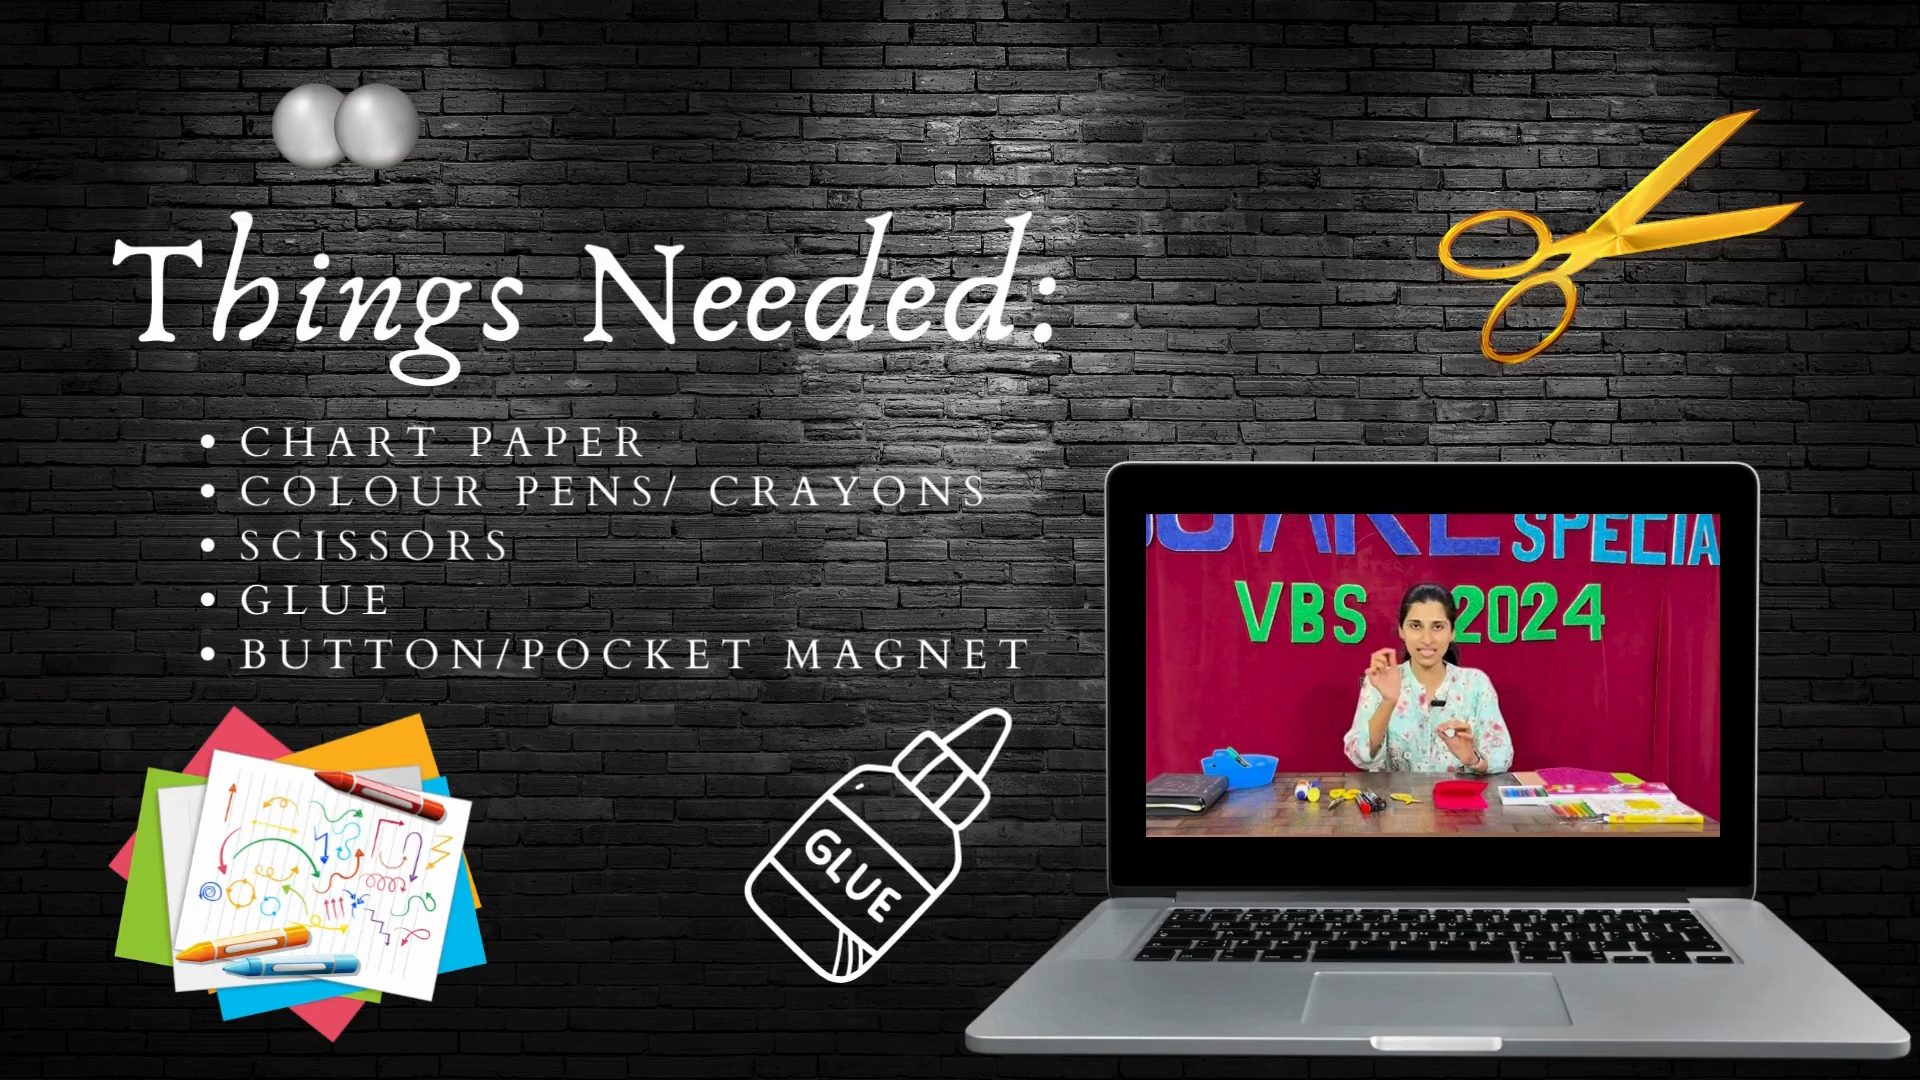 Things Needed:
CHART PAPER
COLOUR PENS/ CRAYONS
SCISSORS
GLUE
BUTTON/POCKET MAGNET
GLUE
SPECIA
VBS 2024